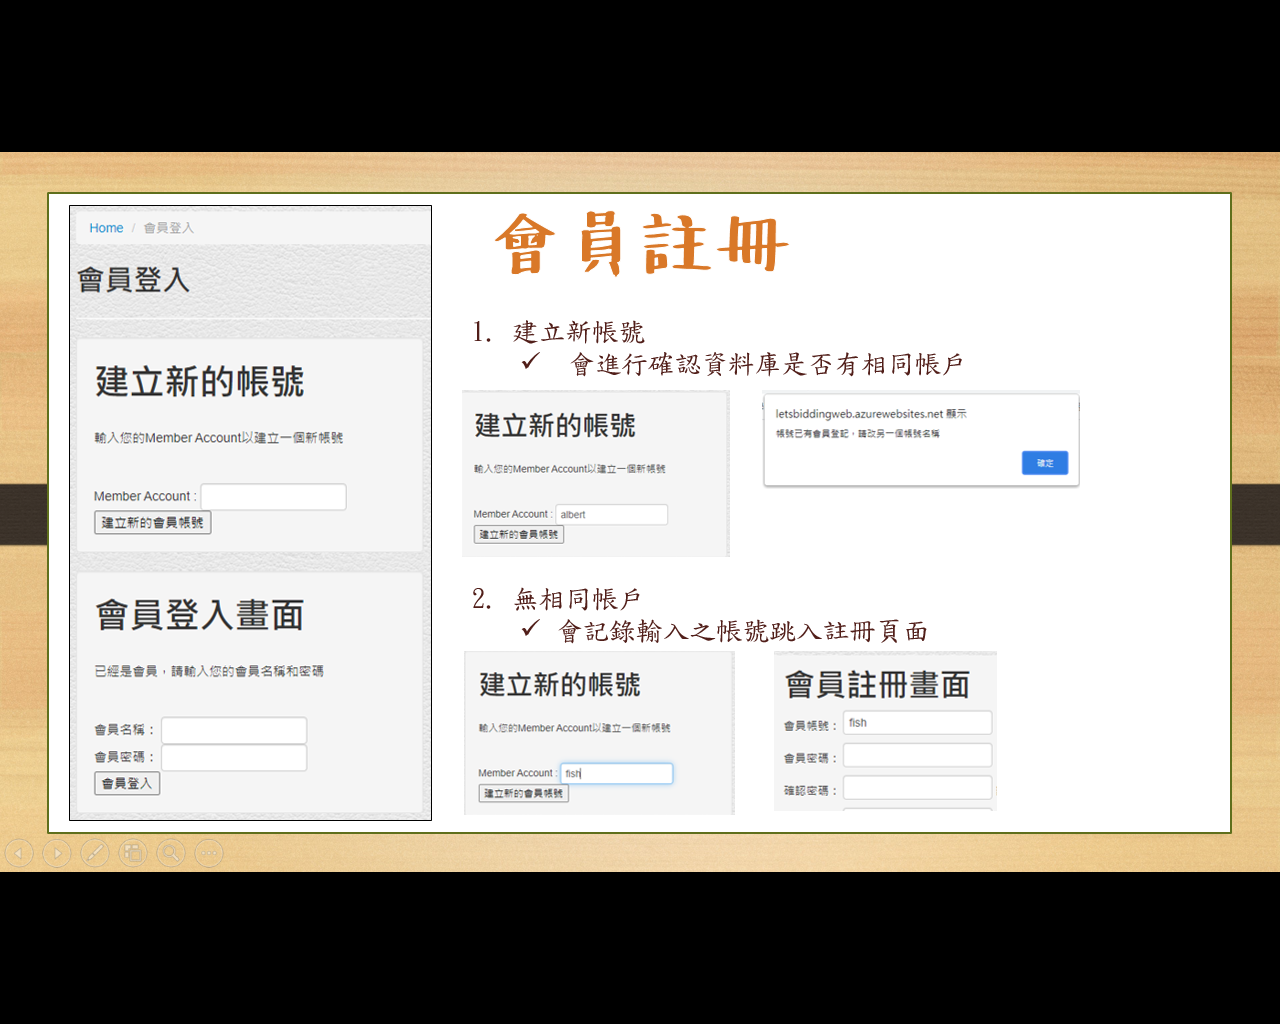 Home / 會員登入
會員登入
建立新的帳號
輸入您的Member Account以建立一個新帳號
Member Account :
建立新的會員帳號
會員登入畫面
已經是會員，請輸入您的會員名稱和密碼
會員名稱：
會員密碼：
會員登入
會員註冊
1. 建立新帳號
✓ 會進行確認資料庫是否有相同帳戶
建立新的帳號
輸入您的Member Account以建立一個新帳號
Member Account : albert
建立新的會員帳號
letsbiddingweb.azurewebsites.net 顯示
帳號已有會員登記，請改另一個帳號名稱
確定
2. 無相同帳戶
✓ 會記錄輸入之帳號跳入註冊頁面
建立新的帳號
輸入您的Member Account以建立一個新帳號
Member Account : fish
建立新的會員帳號
會員註冊畫面
會員帳號： fish
會員密碼：
確認密碼：